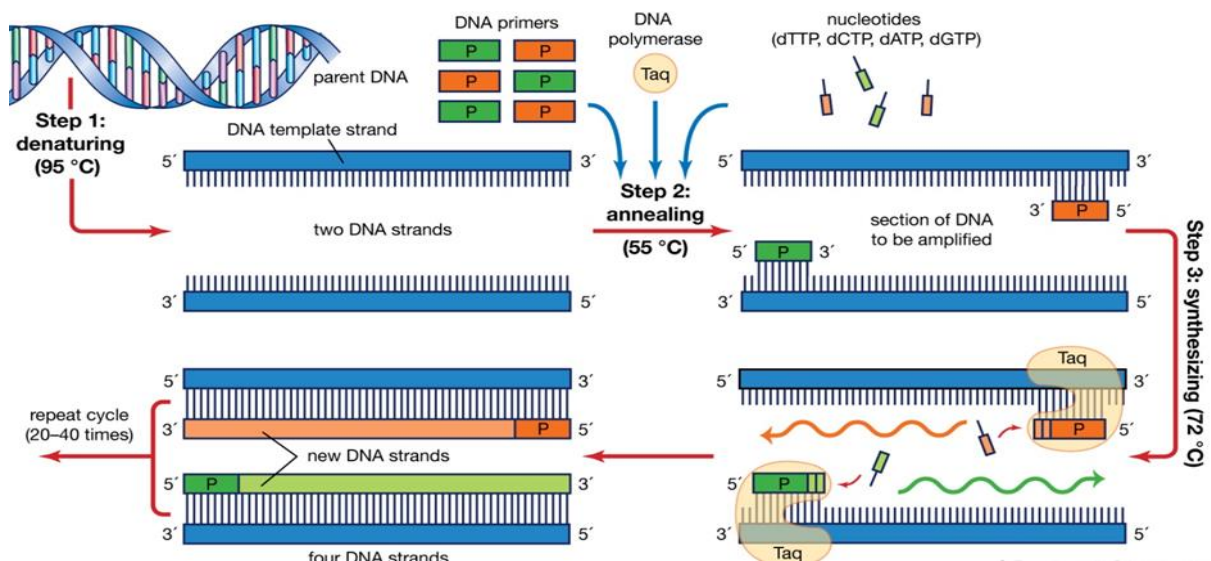 DNA primers
DNA
polymerase
nucleotides
(dTTP, dCTP, dATP, dGTP)
parent DNA
P P
P P
P P
Taq
Step 1:
denaturing
(95 °C)
DNA template strand
5′ 3′
two DNA strands
3′ 5′
Step 2:
annealing
(55 °C)
5′ 3′
3′ P 5′
section of DNA
to be amplified
5′ P 3′
3′ 5′
Step 3: synthesizing (72 °C)
Taq
5′ 3′
P 5′
5′ P
3′ 5′
Taq
5′ 3′
3′ P 5′
new DNA strands
5′ P 3′
3′ 5′
four DNA strands
repeat cycle
(20–40 times)